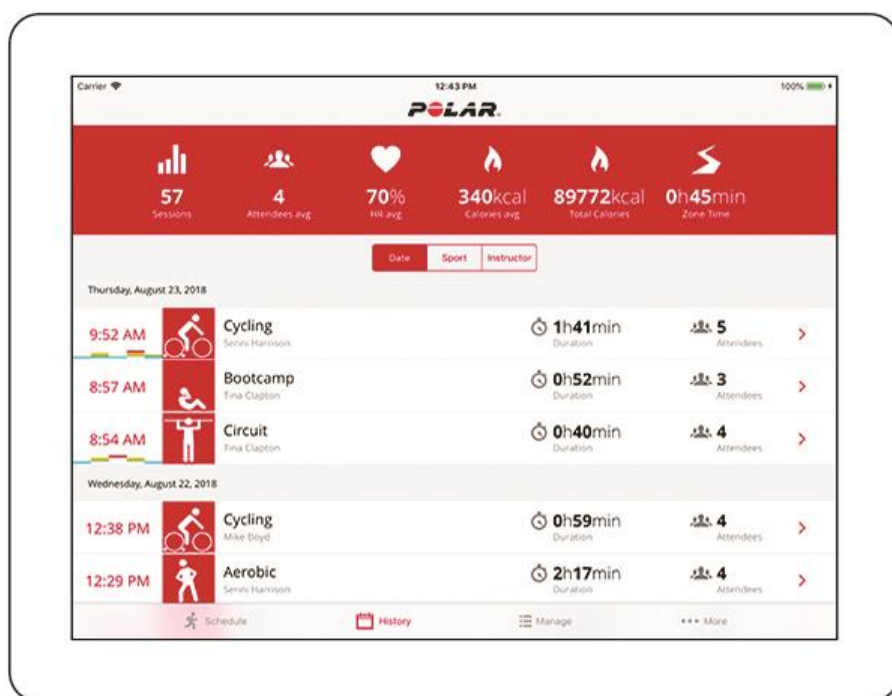 Carrier 12:43 PM 100%
POLAR.
57 4 70% 340kcal 89772kcal 0h45min
Sessions Attendees avg HR avg Calories avg Total Calories Zone Time
Date Sport Instructor
Thursday, August 23, 2018
9:52 AM Cycling 1h41min 5
Senni Harrison Duration Attendees
8:57 AM Bootcamp 0h52min 3
Tina Clapton Duration Attendees
8:54 AM Circuit 0h40min 4
Tina Clapton Duration Attendees
Wednesday, August 22, 2018
12:38 PM Cycling 0h59min 4
Mike Boyd Duration Attendees
12:29 PM Aerobic 2h17min 4
Senni Harrison Duration Attendees
Schedule History Manage More